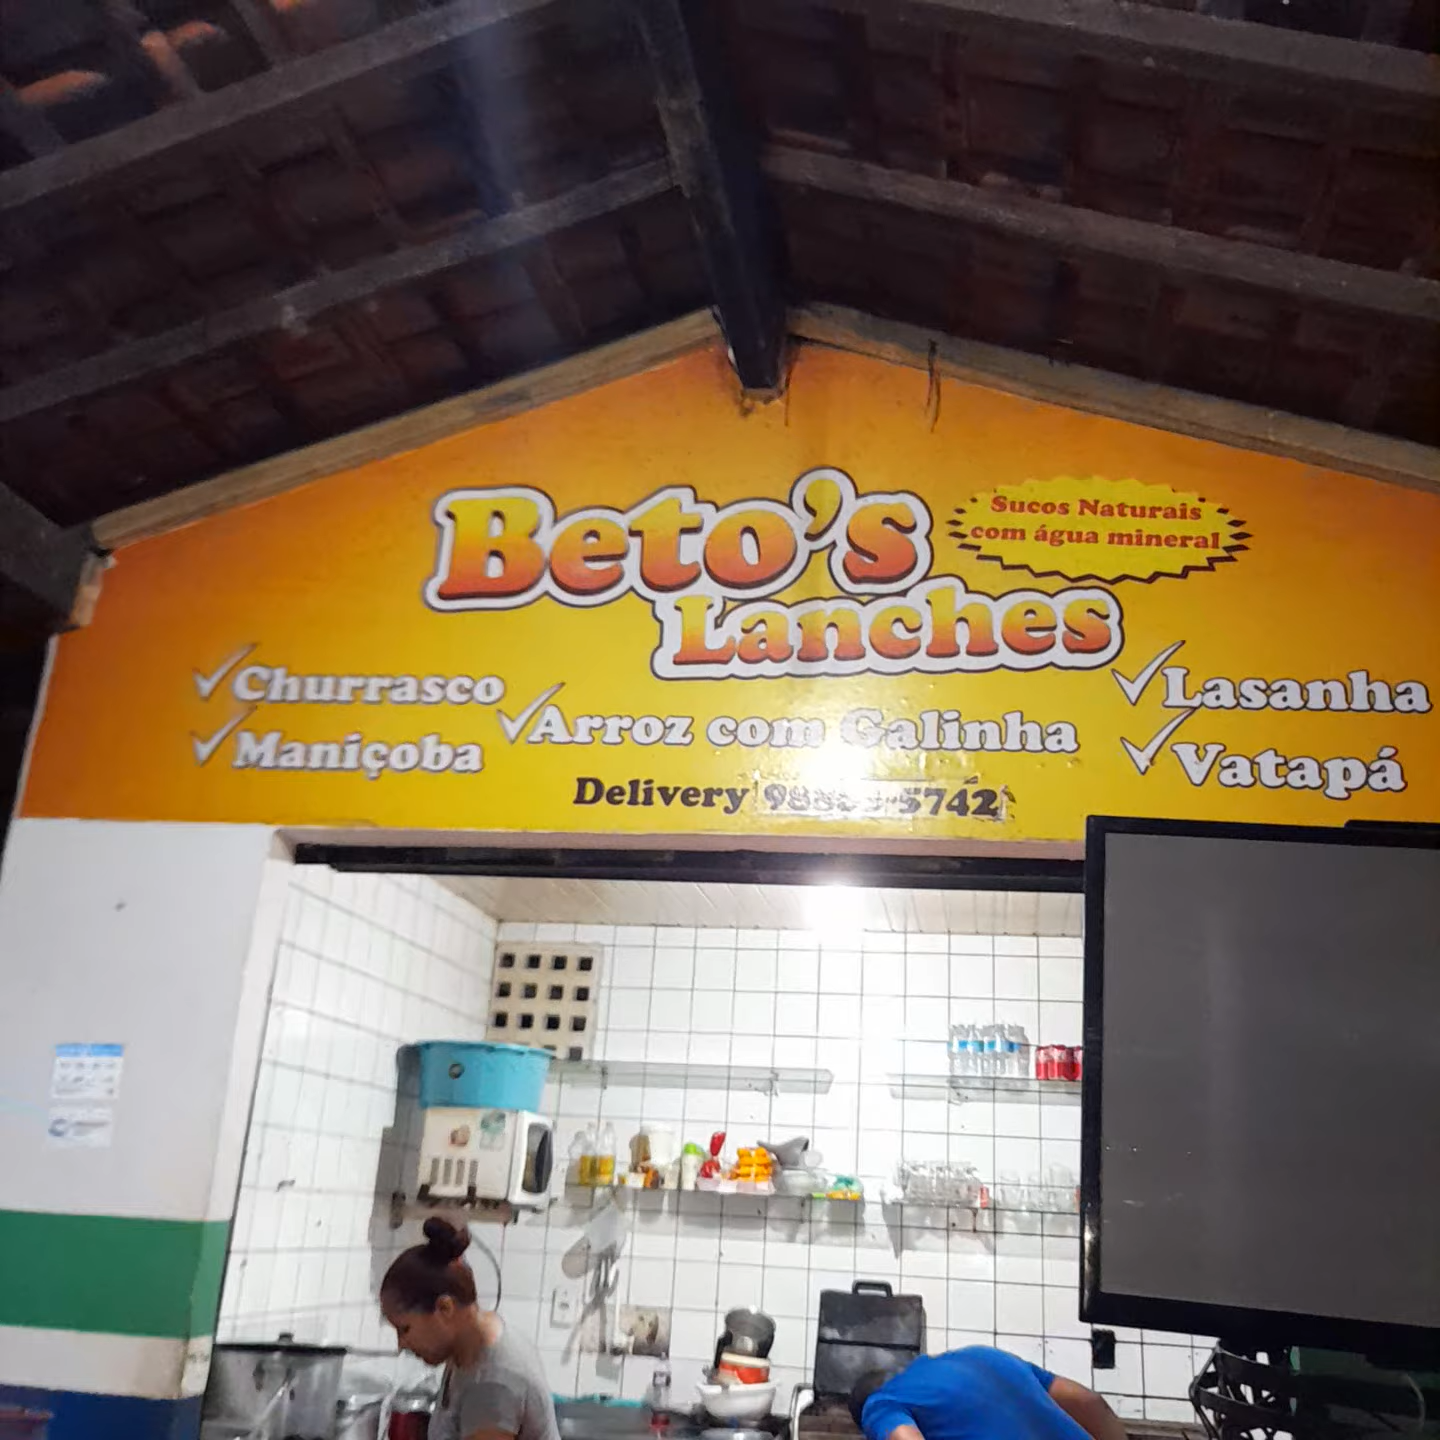 Beto's
Lanches
Sucos Naturais
com água mineral
Churrasco
Maniçoba
Arroz com Galinha
Lasanha
Vatapá
Delivery